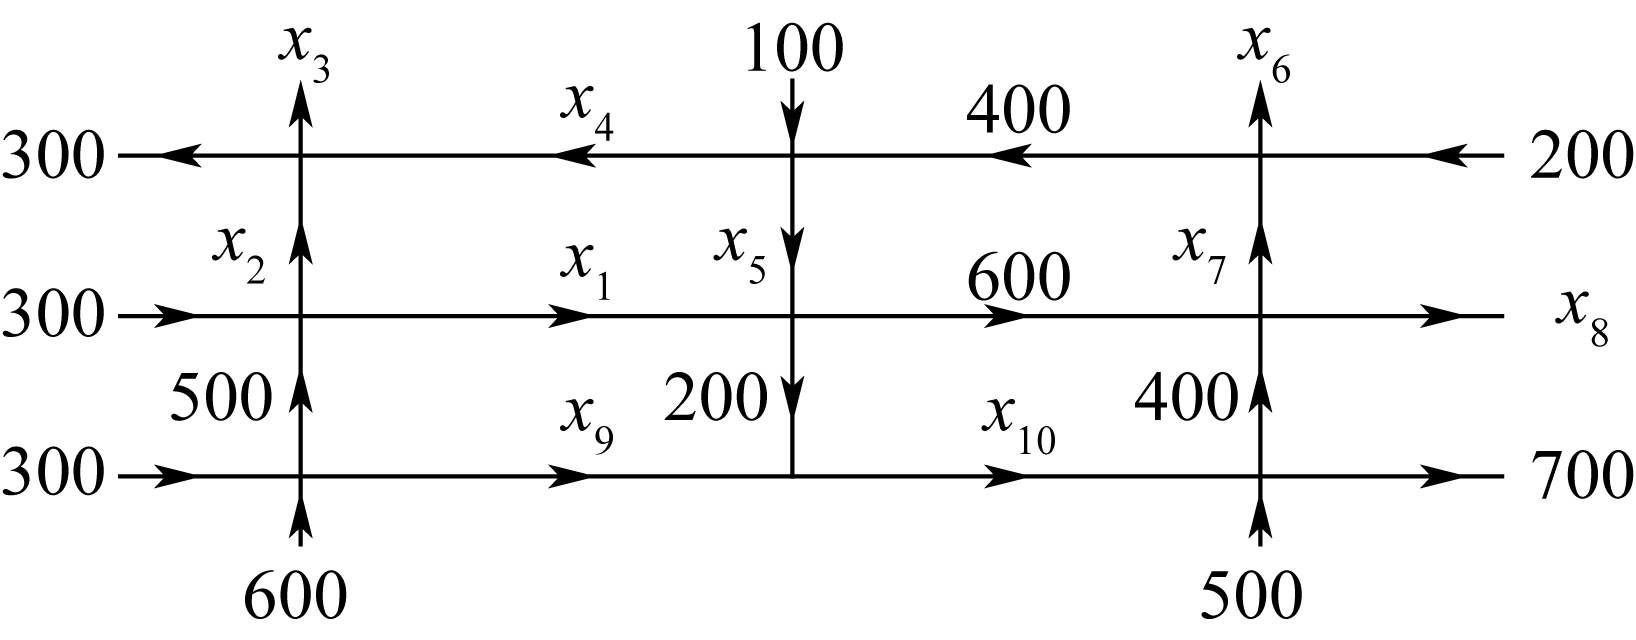 x₃ 100 x₆
x₄ 400
300 200
x₂ x₅ x₇
x₁ 600
300 x₈
500 200 400
x₉ x₁₀
300 700
600 500